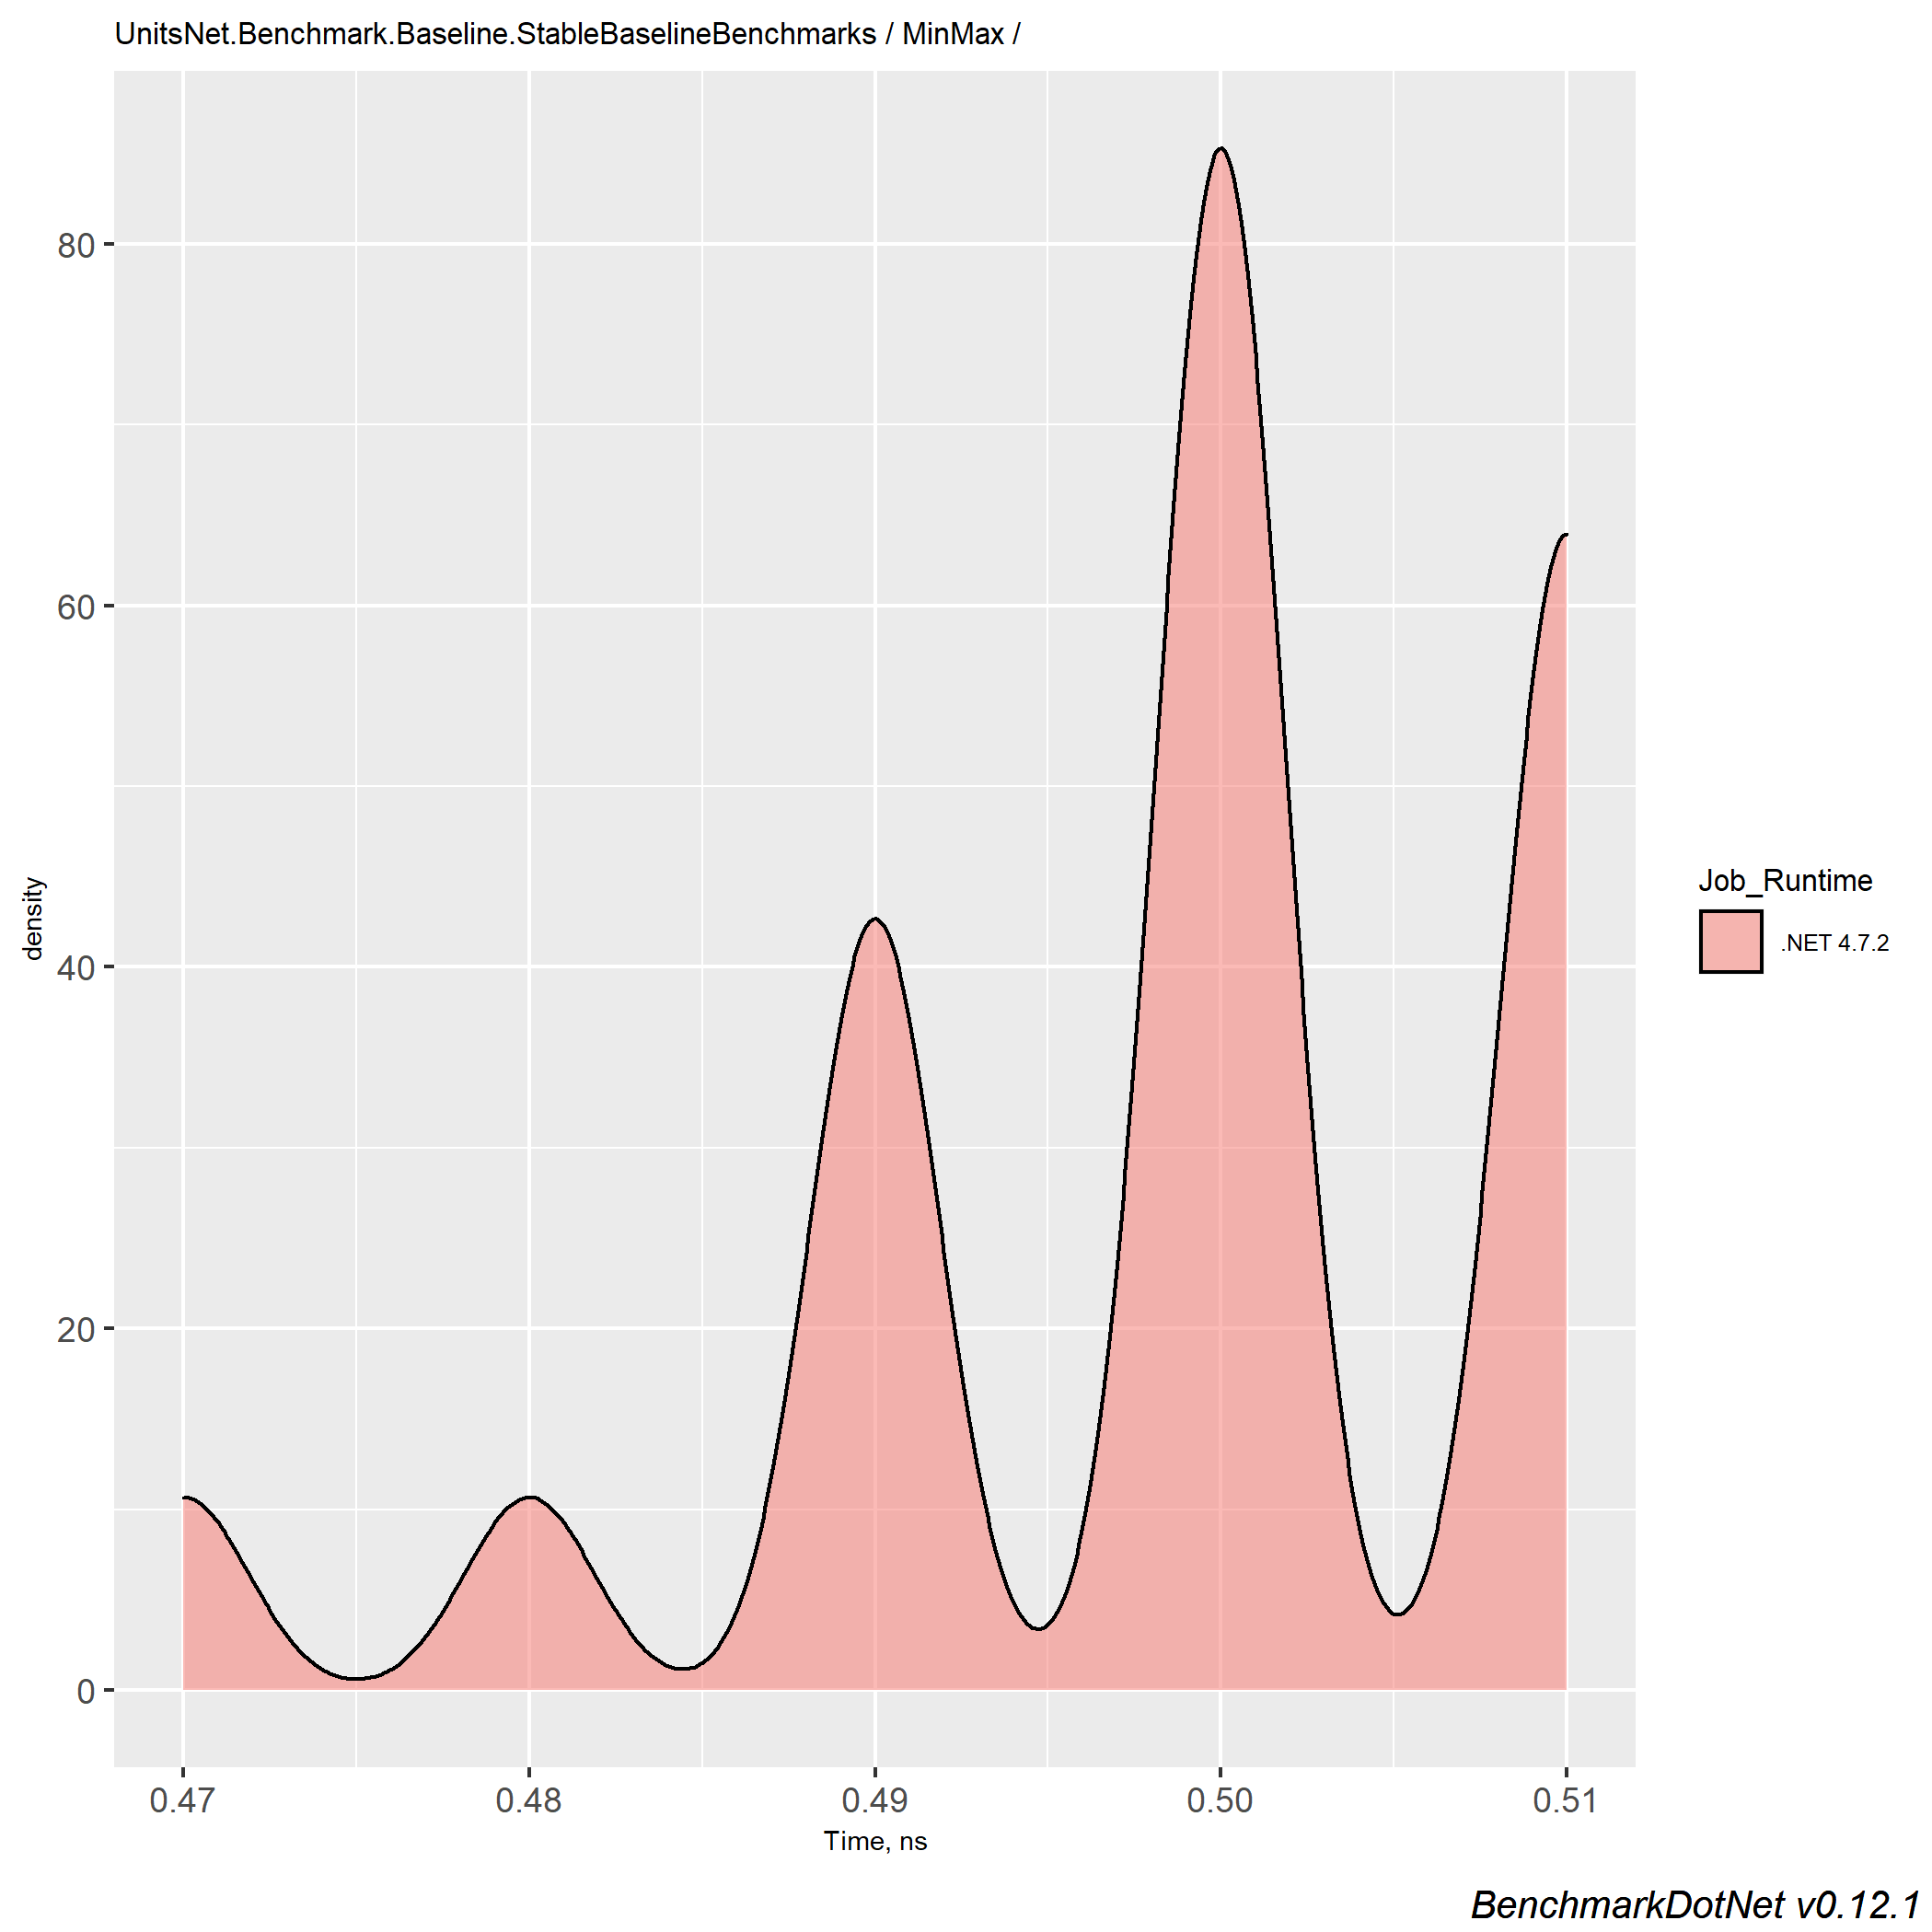 UnitsNet.Benchmark.Baseline.StableBaselineBenchmarks / MinMax /
80
60
40
20
0
density
0.47 0.48 0.49 0.50 0.51
Time, ns
Job_Runtime
.NET 4.7.2
BenchmarkDotNet v0.12.1